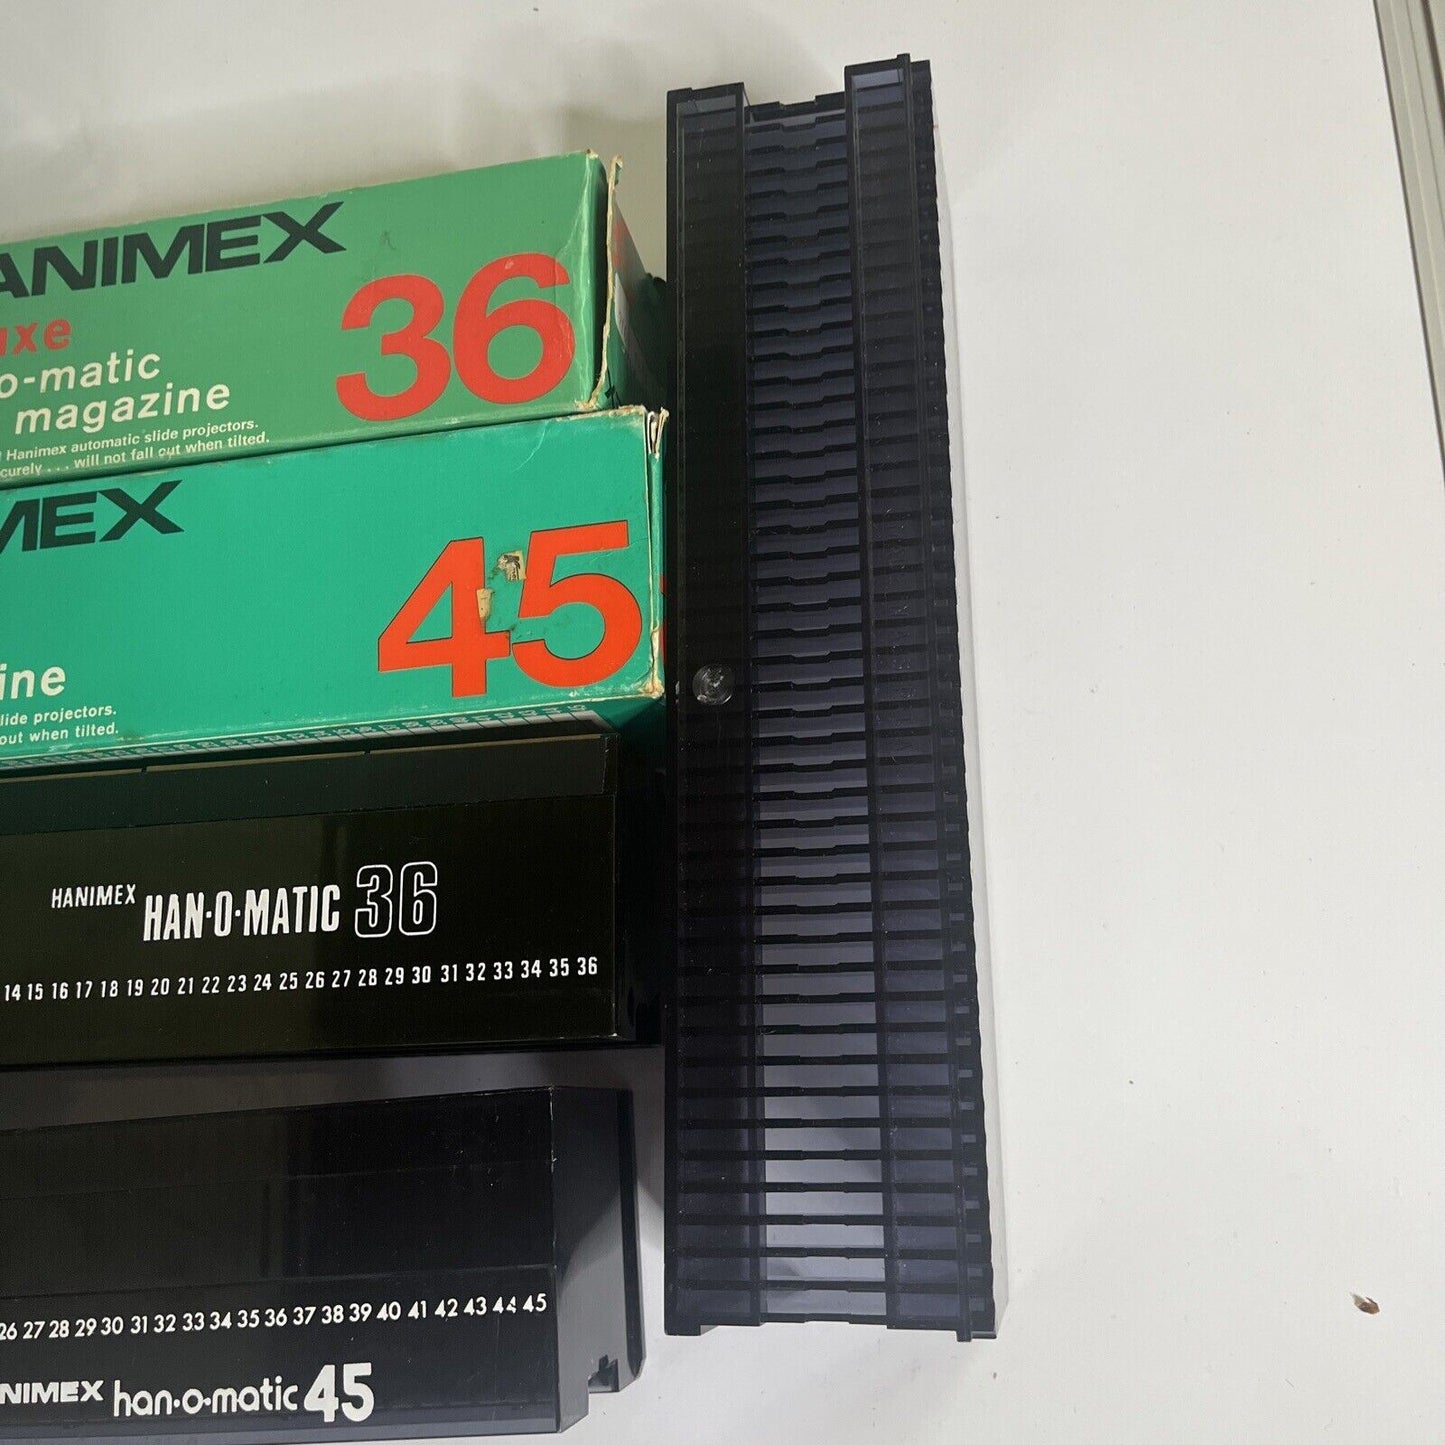 ANIMEX
uxe
o-matic
magazine
36
Hanimex automatic slide projectors.
curely . . . will not fall out when tilted.
MEX
45
ine
lide projectors.
out when tilted.
HANIMEX HAN·O·MATIC 36
14 15 16 17 18 19 20 21 22 23 24 25 26 27 28 29 30 31 32 33 34 35 36
26 27 28 29 30 31 32 33 34 35 36 37 38 39 40 41 42 43 44 45
NIMEX han·o·matic 45